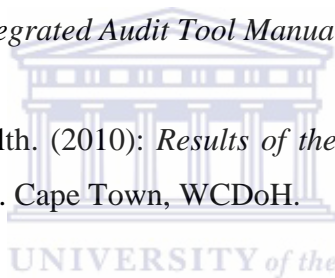 egrated Audit Tool Manua
lth. (2010): Results of the
. Cape Town, WCDoH.
UNIVERSITY of the